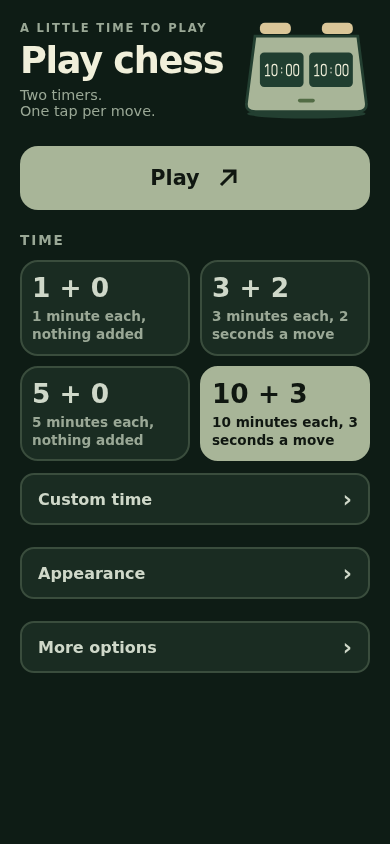 A LITTLE TIME TO PLAY
Play chess
Two timers.
One tap per move.
10:00 10:00
Play ↗
TIME
1 + 0
1 minute each,
nothing added
3 + 2
3 minutes each, 2
seconds a move
5 + 0
5 minutes each,
nothing added
10 + 3
10 minutes each, 3
seconds a move
Custom time ›
Appearance ›
More options ›